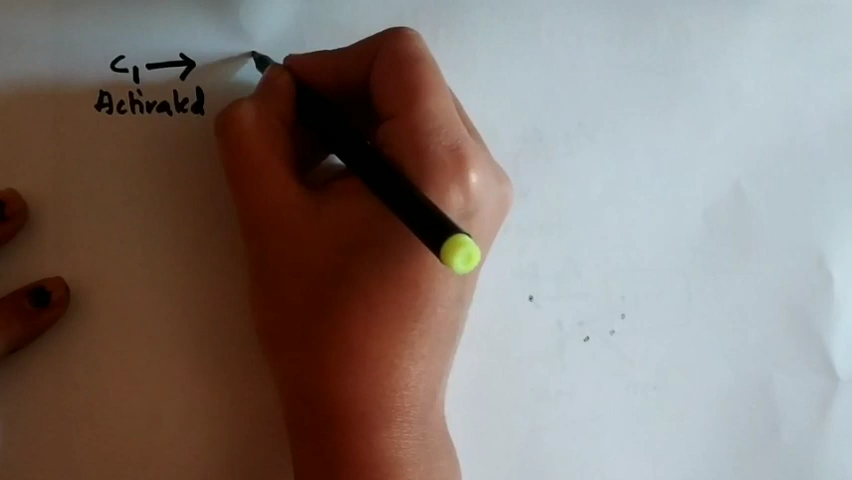 C₁ →
Activated